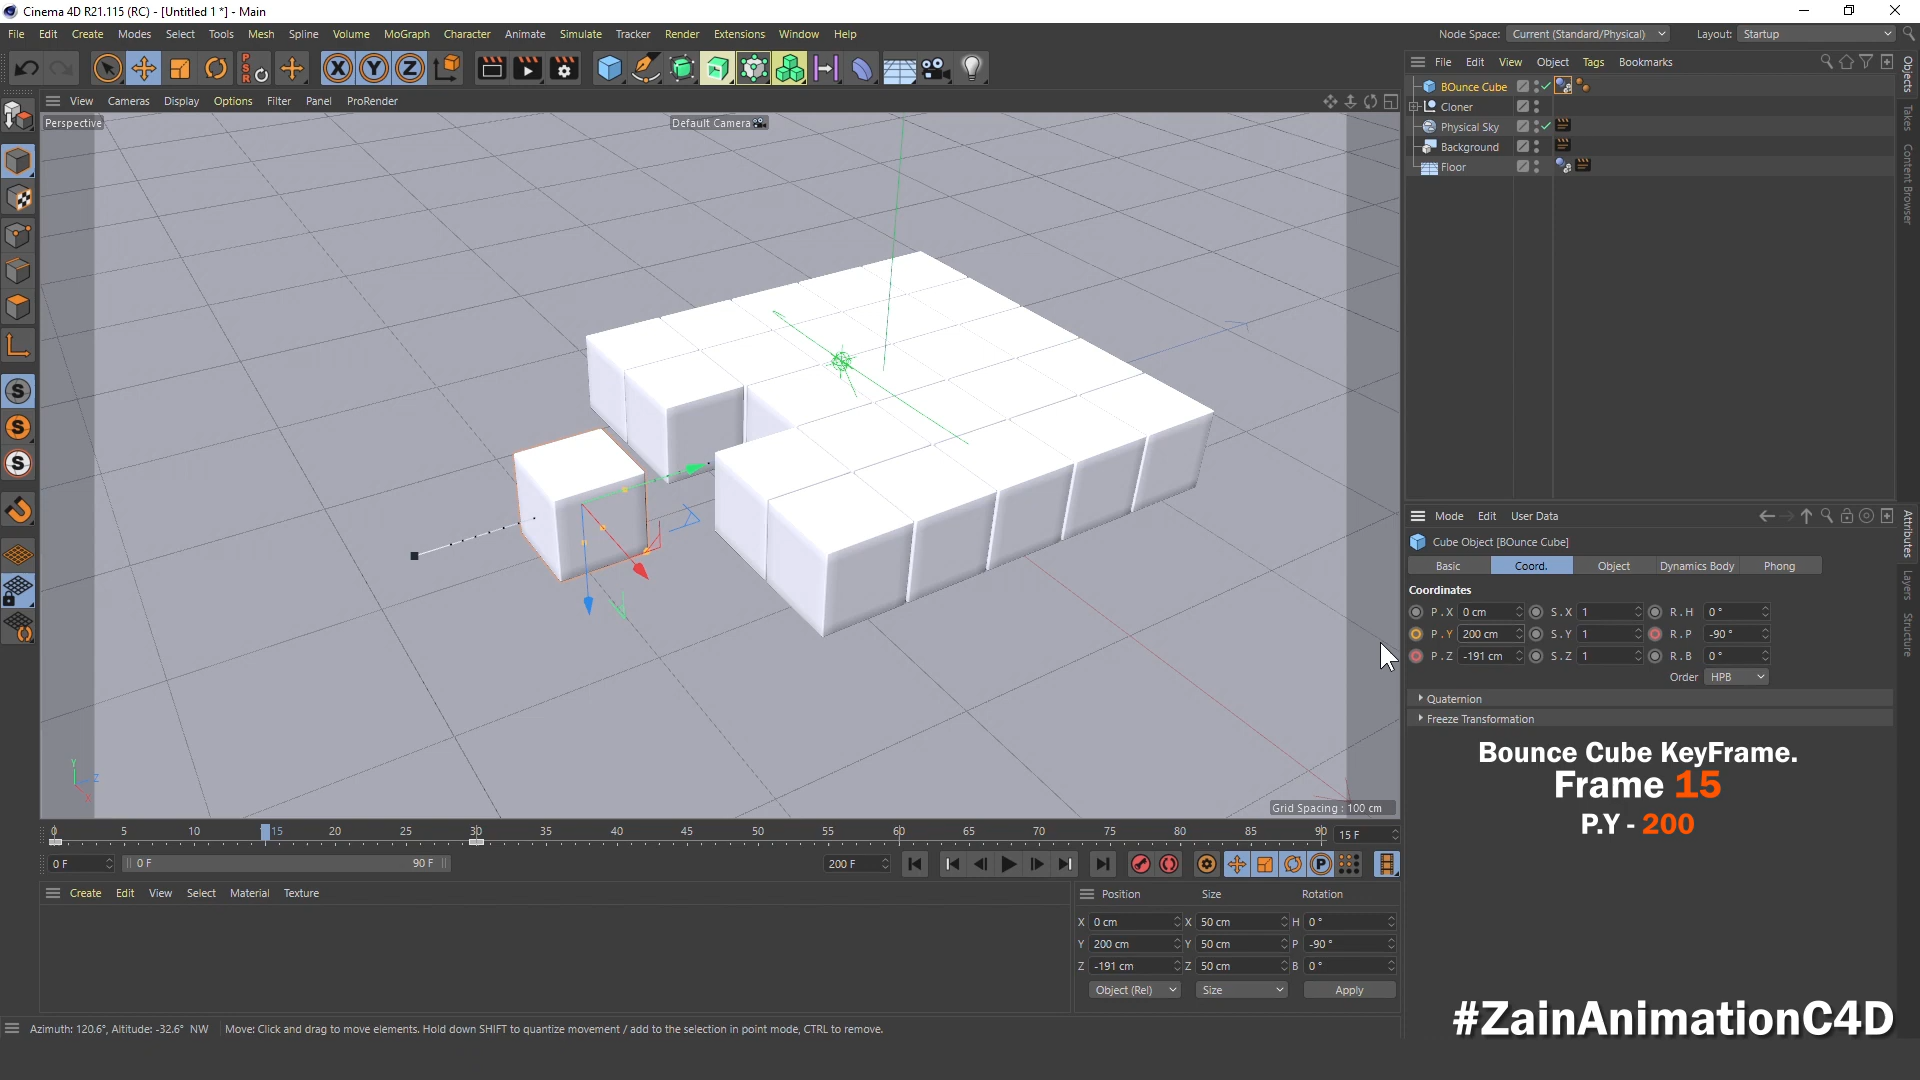 Cinema 4D R21.115 (RC) - [Untitled 1 *] - Main
File Edit Create Modes Select Tools Mesh Spline Volume MoGraph Character Animate Simulate Tracker Render Extensions Window Help
Node Space: Current (Standard/Physical) Layout: Startup
X Y Z
P S R
View Cameras Display Options Filter Panel ProRender
File Edit View Object Tags Bookmarks
Perspective
Default Camera
BOunce Cube
Cloner
Physical Sky
Background
Floor
Objects
Takes
Content Browser
Attributes
Layers
Structure
S
S
S
Mode Edit User Data
Cube Object [BOunce Cube]
Basic Coord. Object Dynamics Body Phong
Coordinates
P . X 0 cm S . X 1 R . H 0 °
P . Y 200 cm S . Y 1 R . P -90 °
P . Z -191 cm S . Z 1 R . B 0 °
Order HPB
Quaternion
Freeze Transformation
Bounce Cube KeyFrame.
Frame 15
P.Y - 200
Y
Z
X
Grid Spacing : 100 cm
0 5 10 15 20 25 30 35 40 45 50 55 60 65 70 75 80 85 90 15 F
0 F 0 F 90 F 200 F
P
Create Edit View Select Material Texture
Position Size Rotation
X 0 cm X 50 cm H 0 °
Y 200 cm Y 50 cm P -90 °
Z -191 cm Z 50 cm B 0 °
Object (Rel) Size Apply
#ZainAnimationC4D
Azimuth: 120.6°, Altitude: -32.6° NW Move: Click and drag to move elements. Hold down SHIFT to quantize movement / add to the selection in point mode, CTRL to remove.